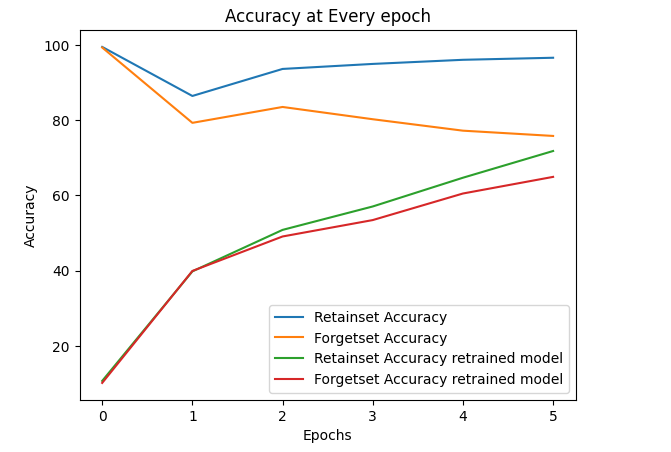 Accuracy at Every epoch
Accuracy
100
80
60
40
20
Retainset Accuracy
Forgetset Accuracy
Retainset Accuracy retrained model
Forgetset Accuracy retrained model
0 1 2 3 4 5
Epochs